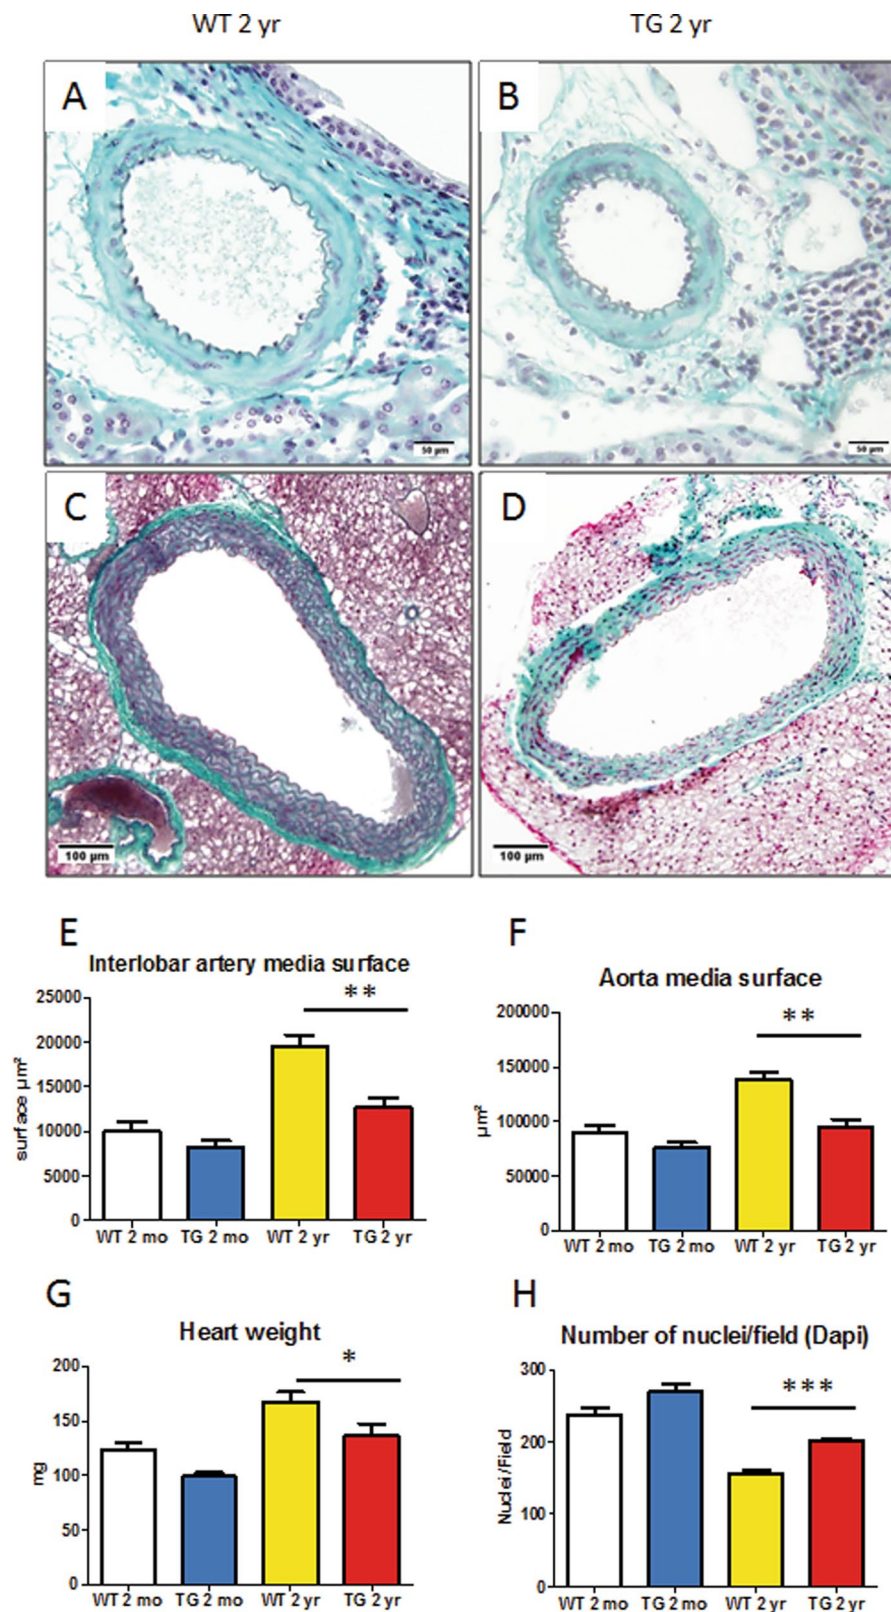 WT 2 yr
TG 2 yr
A
B
50 µm
50 µm
C
D
100 µm
100 µm
E
Interlobar artery media surface
surface µm²
25000
20000
15000
10000
5000
0
**
WT 2 mo
TG 2 mo
WT 2 yr
TG 2 yr
F
Aorta media surface
µm²
200000
150000
100000
50000
0
**
WT 2 mo
TG 2 mo
WT 2 yr
TG 2 yr
G
Heart weight
mg
200
150
100
50
0
*
WT 2 mo
TG 2 mo
WT 2 yr
TG 2 yr
H
Number of nuclei/field (Dapi)
Nuclei/Field
300
200
100
0
***
WT 2 mo
TG 2 mo
WT 2 yr
TG 2 yr